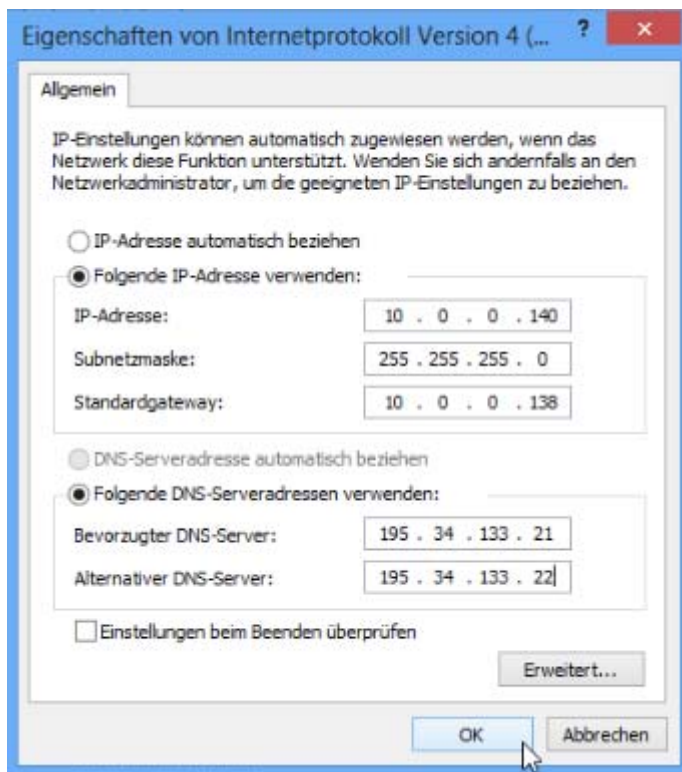 Eigenschaften von Internetprotokoll Version 4 (... ? ×
Allgemein
IP-Einstellungen können automatisch zugewiesen werden, wenn das
Netzwerk diese Funktion unterstützt. Wenden Sie sich andernfalls an den
Netzwerkadministrator, um die geeigneten IP-Einstellungen zu beziehen.
IP-Adresse automatisch beziehen
Folgende IP-Adresse verwenden:
IP-Adresse: 10 . 0 . 0 . 140
Subnetzmaske: 255 . 255 . 255 . 0
Standardgateway: 10 . 0 . 0 . 138
DNS-Serveradresse automatisch beziehen
Folgende DNS-Serveradressen verwenden:
Bevorzugter DNS-Server: 195 . 34 . 133 . 21
Alternativer DNS-Server: 195 . 34 . 133 . 22
Einstellungen beim Beenden überprüfen
Erweitert...
OK Abbrechen